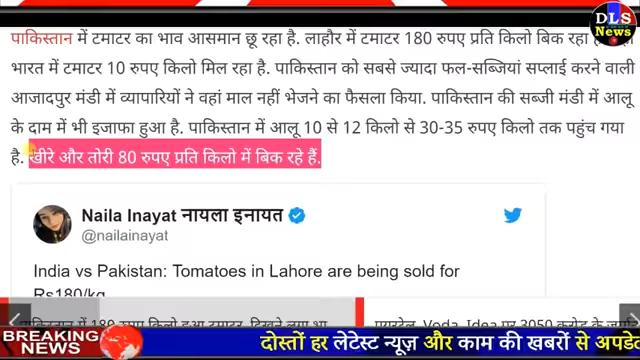 पाकिस्तान में टमाटर का भाव आसमान छू रहा है. लाहौर में टमाटर 180 रुपए प्रति किलो बिक रहा
भारत में टमाटर 10 रुपए किलो मिल रहा है. पाकिस्तान को सबसे ज्यादा फल-सब्जियां सप्लाई करने वाली
आजादपुर मंडी में व्यापारियों ने वहां माल नहीं भेजने का फैसला किया. पाकिस्तान की सब्जी मंडी में आलू
के दाम में भी इजाफा हुआ है. पाकिस्तान में आलू 10 से 12 किलो से 30-35 रुपए किलो तक पहुंच गया
है. खीरे और तोरी 80 रुपए प्रति किलो में बिक रहे हैं.
DLS
News
Naila Inayat नायला इनायत
@nailainayat
India vs Pakistan: Tomatoes in Lahore are being sold for
Rs180/kg
BREAKING
NEWS
दोस्तों हर लेटेस्ट न्यूज़ और काम की खबरों से अपडे